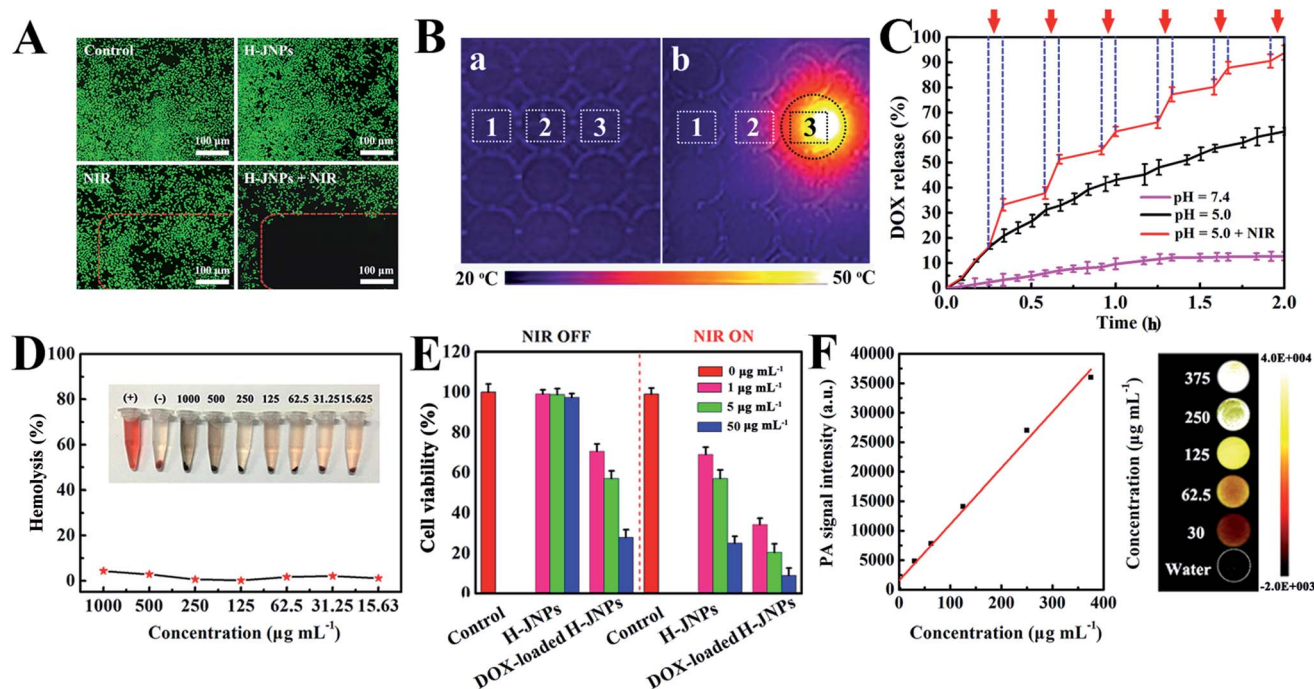 A
Control
100 µm
H-JNPs
100 µm
NIR
100 µm
H-JNPs + NIR
100 µm
B
a
1 2 3
b
1 2 3
20 °C 50 °C
C
DOX release (%)
100
90
80
70
60
50
40
30
20
10
0
pH = 7.4
pH = 5.0
pH = 5.0 + NIR
0.0 0.5 1.0 1.5 2.0
Time (h)
D
Hemolysis (%)
100
80
60
40
20
0
(+) (-) 1000 500 250 125 62.5 31.25 15.625
1000 500 250 125 62.5 31.25 15.63
Concentration (µg mL⁻¹)
E
NIR OFF NIR ON
Cell viability (%)
120
100
80
60
40
20
0
0 µg mL⁻¹
1 µg mL⁻¹
5 µg mL⁻¹
50 µg mL⁻¹
Control
H-JNPs
DOX-loaded H-JNPs
Control
H-JNPs
DOX-loaded H-JNPs
F
PA signal intensity (a.u.)
40000
35000
30000
25000
20000
15000
10000
5000
0
0 100 200 300 400
Concentration (µg mL⁻¹)
Concentration (µg mL⁻¹)
375
250
125
62.5
30
Water
4.0E+004
-2.0E+003